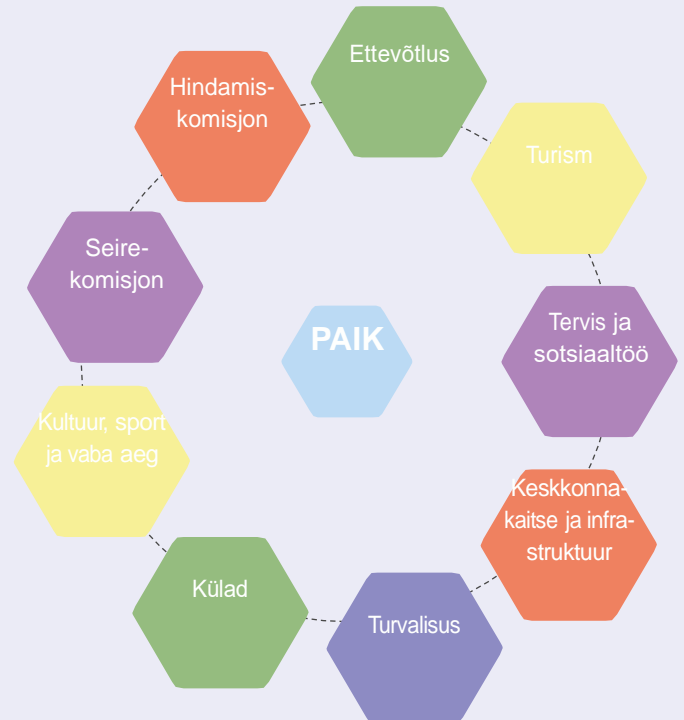 Ettevõtlus
Hindamis-
komisjon
Turism
Seire-
komisjon
PAIK
Tervis ja
sotsiaaltöö
Kultuur, sport
ja vaba aeg
Keskkonna-
kaitse ja infra-
struktuur
Külad
Turvalisus